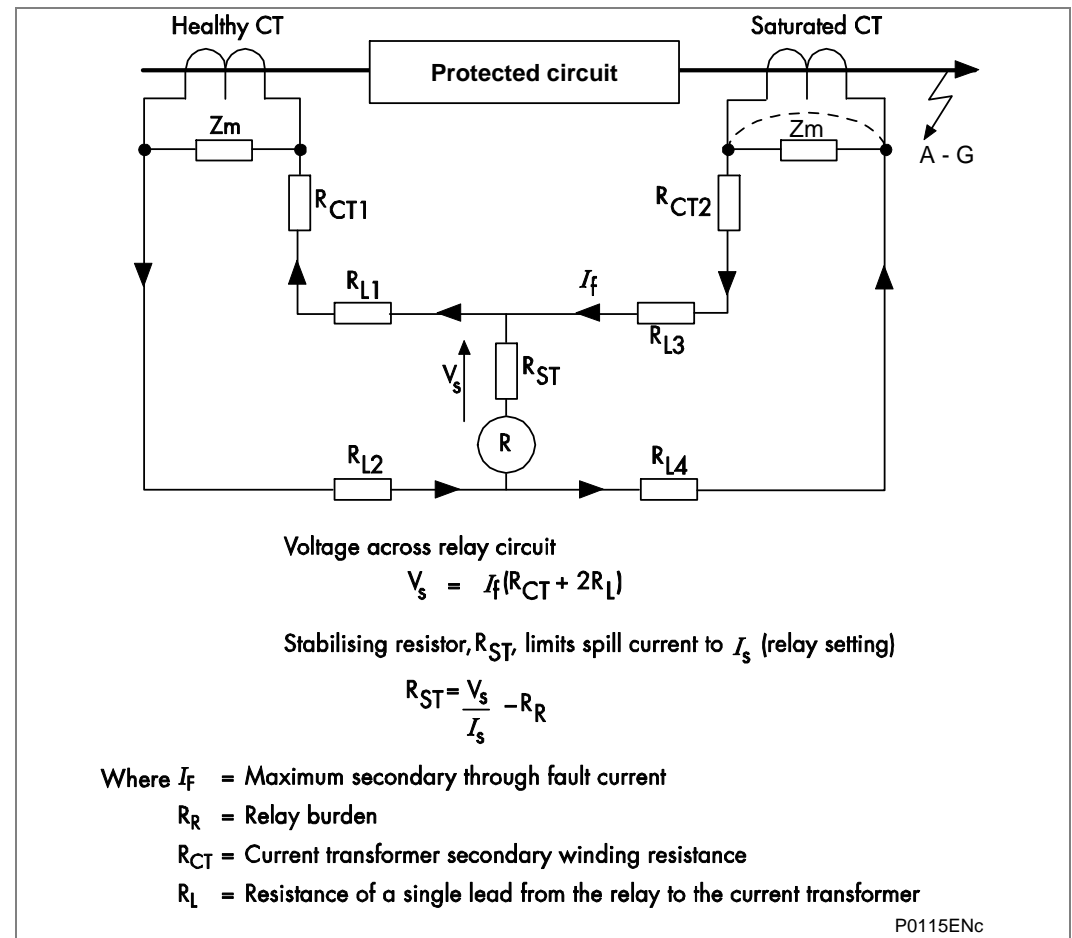 Healthy CT
Saturated CT
Protected circuit
Zm
Zm
A - G
RCT1
RCT2
RL1
If
RL3
Vs
RST
R
RL2
RL4
Voltage across relay circuit
Vs = If(RCT + 2RL)
Stabilising resistor, RST, limits spill current to Is (relay setting)
RST = Vs
– RR
Is
Where IF = Maximum secondary through fault current
RR = Relay burden
RCT = Current transformer secondary winding resistance
RL = Resistance of a single lead from the relay to the current transformer
P0115ENc